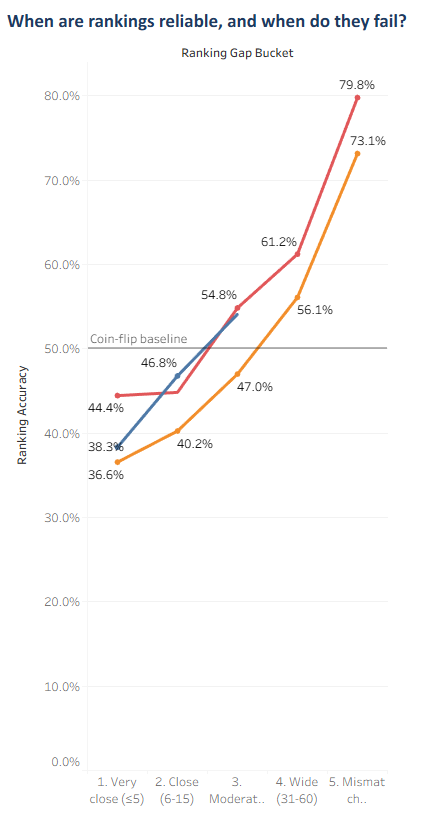 When are rankings reliable, and when do they fail?
Ranking Gap Bucket
80.0%
70.0%
60.0%
50.0%
40.0%
30.0%
20.0%
10.0%
0.0%
Ranking Accuracy
Coin-flip baseline
79.8%
73.1%
61.2%
56.1%
54.8%
47.0%
46.8%
40.2%
44.4%
38.3%
36.6%
1. Very
close (≤5)
2. Close
(6-15)
3.
Moderat..
4. Wide
(31-60)
5. Mismat
ch..